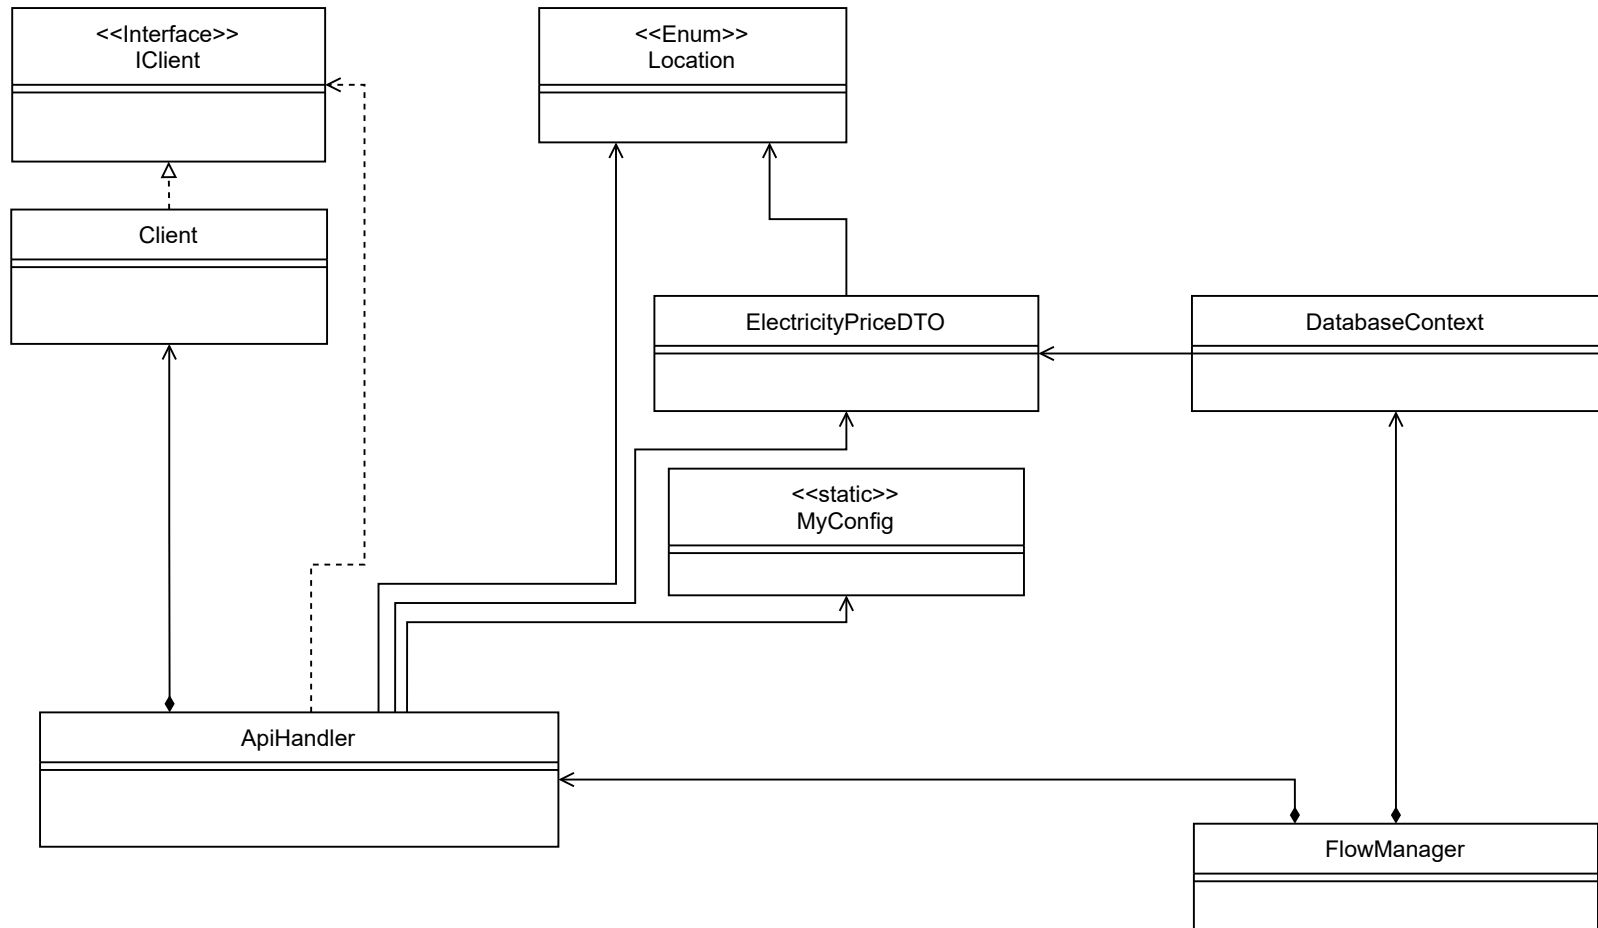 <<Interface>>
IClient
<<Enum>>
Location
Client
ElectricityPriceDTO
DatabaseContext
<<static>>
MyConfig
ApiHandler
FlowManager